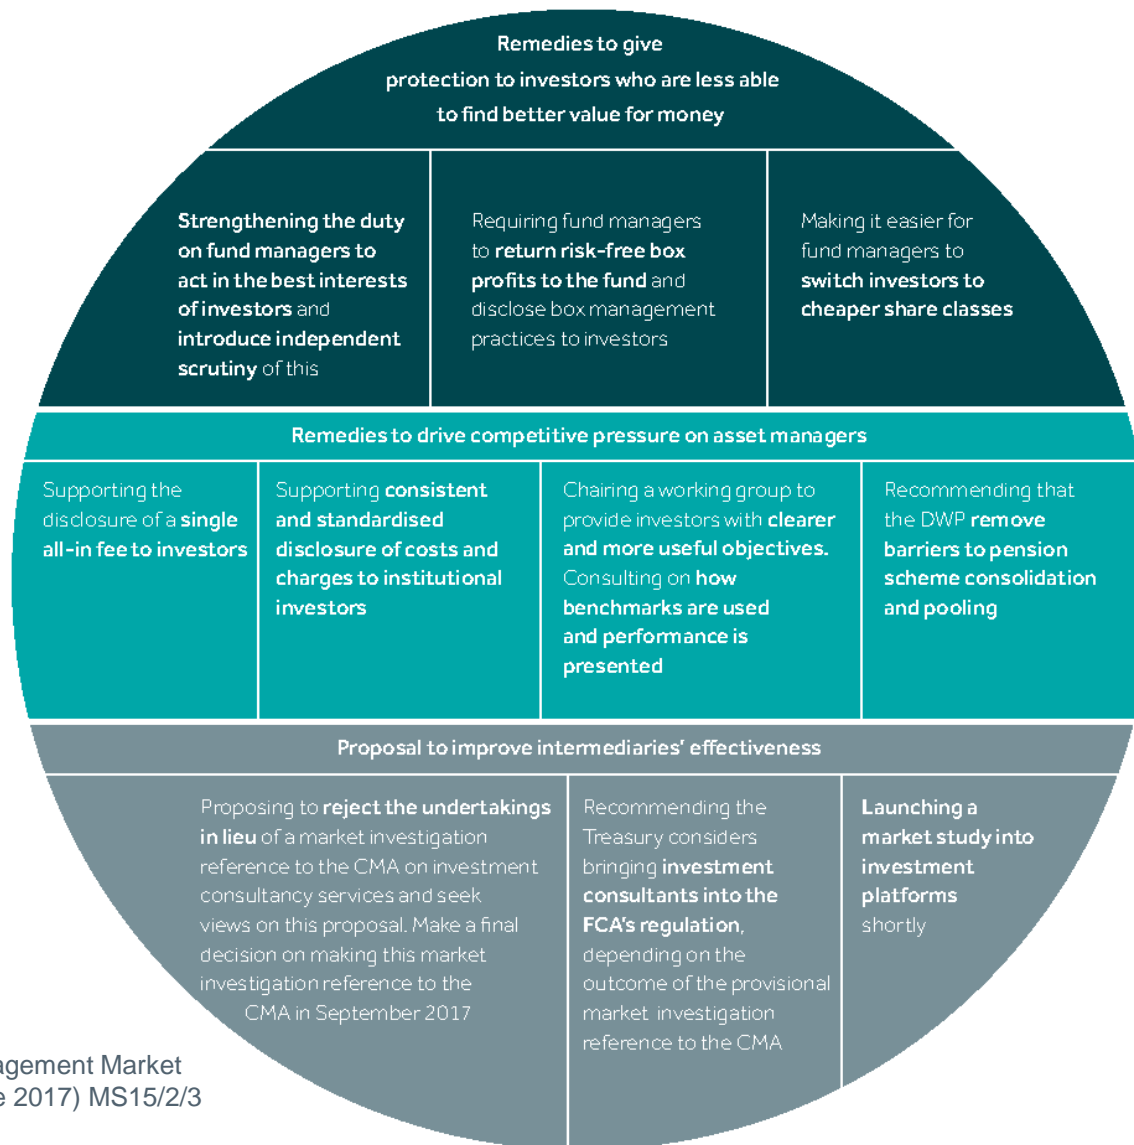 Remedies to give
protection to investors who are less able
to find better value for money
Strengthening the duty
on fund managers to
act in the best interests
of investors and
introduce independent
scrutiny of this
Requiring fund managers
to return risk-free box
profits to the fund and
disclose box management
practices to investors
Making it easier for
fund managers to
switch investors to
cheaper share classes
Remedies to drive competitive pressure on asset managers
Supporting the
disclosure of a single
all-in fee to investors
Supporting consistent
and standardised
disclosure of costs and
charges to institutional
investors
Chairing a working group to
provide investors with clearer
and more useful objectives.
Consulting on how
benchmarks are used
and performance is
presented
Recommending that
the DWP remove
barriers to pension
scheme consolidation
and pooling
Proposal to improve intermediaries' effectiveness
Proposing to reject the undertakings
in lieu of a market investigation
reference to the CMA on investment
consultancy services and seek
views on this proposal. Make a final
decision on making this market
investigation reference to the
CMA in September 2017
Recommending the
Treasury considers
bringing investment
consultants into the
FCA's regulation,
depending on the
outcome of the provisional
market investigation
reference to the CMA
Launching a
market study into
investment
platforms
shortly
Market
2017) MS15/2/3